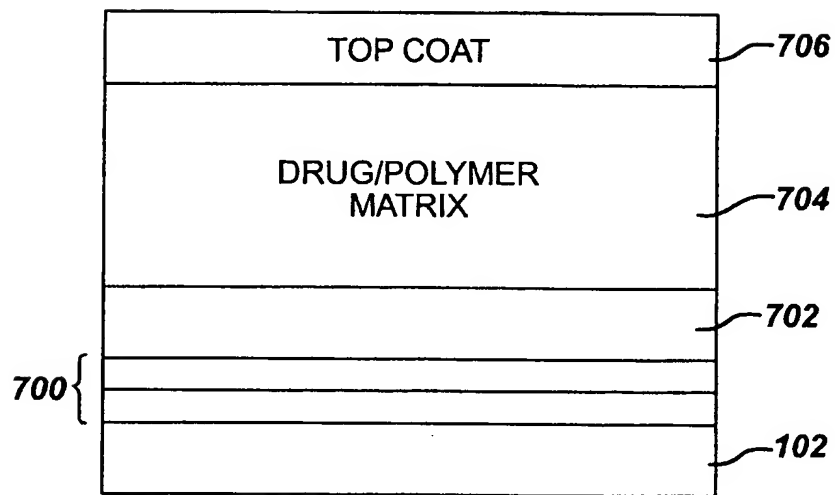 TOP COAT
706
DRUG/POLYMER
MATRIX
704
702
700
102